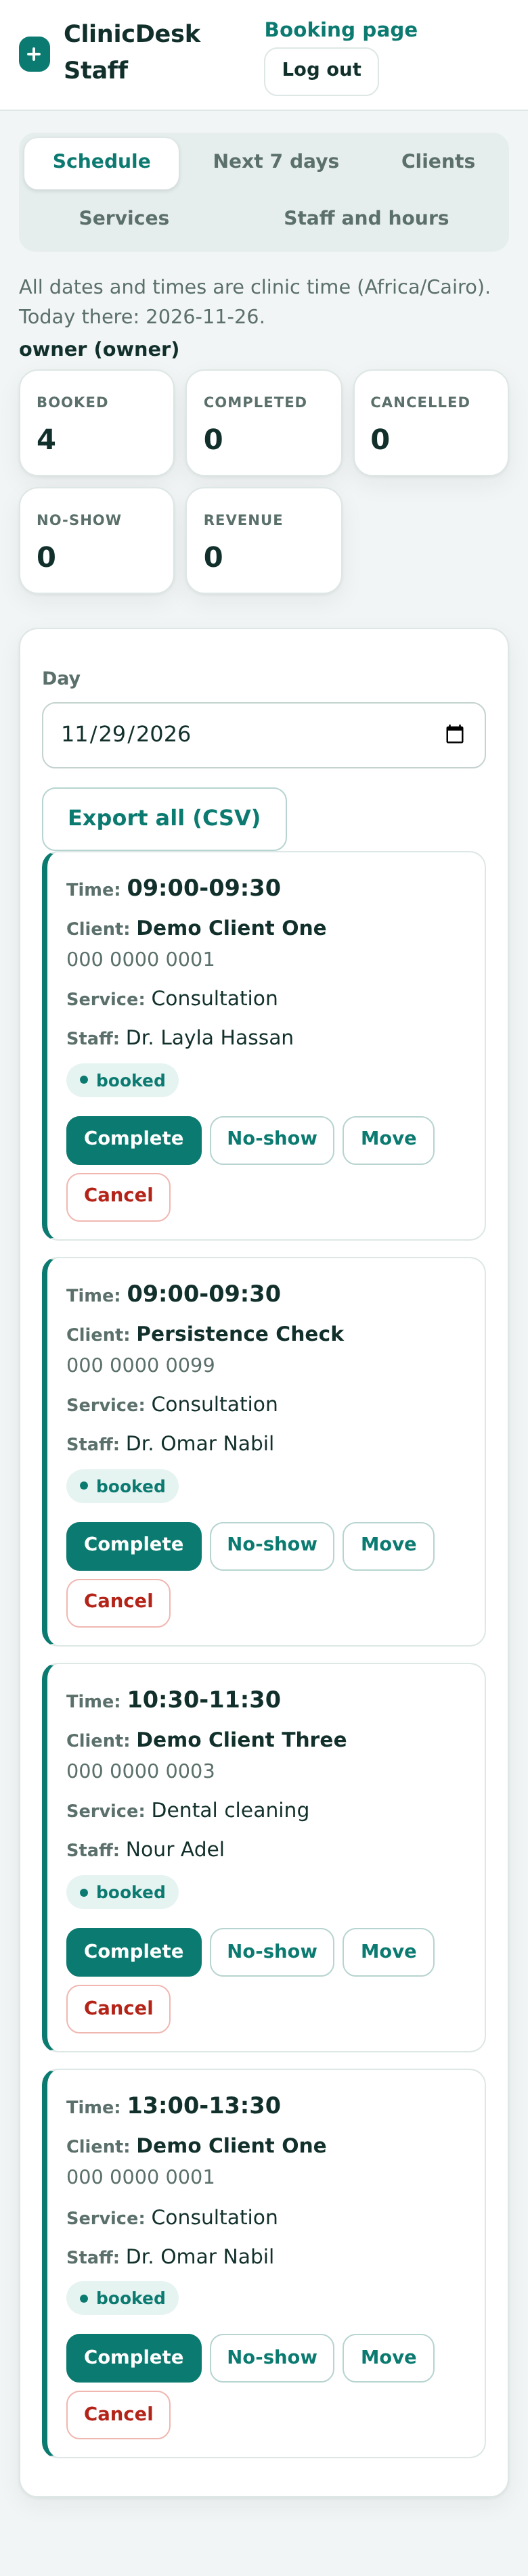 ClinicDesk
Staff
Booking page
Log out
Schedule
Next 7 days
Clients
Services
Staff and hours
All dates and times are clinic time (Africa/Cairo).
Today there: 2026-11-26.
owner (owner)
BOOKED
4
COMPLETED
0
CANCELLED
0
NO-SHOW
0
REVENUE
0
Day
11/29/2026
Export all (CSV)
Time: 09:00-09:30
Client: Demo Client One
000 0000 0001
Service: Consultation
Staff: Dr. Layla Hassan
booked
Complete
No-show
Move
Cancel
Time: 09:00-09:30
Client: Persistence Check
000 0000 0099
Service: Consultation
Staff: Dr. Omar Nabil
booked
Complete
No-show
Move
Cancel
Time: 10:30-11:30
Client: Demo Client Three
000 0000 0003
Service: Dental cleaning
Staff: Nour Adel
booked
Complete
No-show
Move
Cancel
Time: 13:00-13:30
Client: Demo Client One
000 0000 0001
Service: Consultation
Staff: Dr. Omar Nabil
booked
Complete
No-show
Move
Cancel